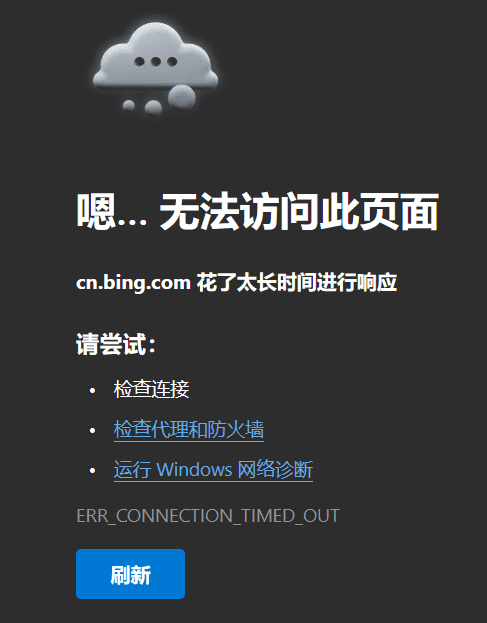 嗯... 无法访问此页面
cn.bing.com 花了太长时间进行响应
请尝试：
• 检查连接
• 检查代理和防火墙
• 运行 Windows 网络诊断
ERR_CONNECTION_TIMED_OUT
刷新